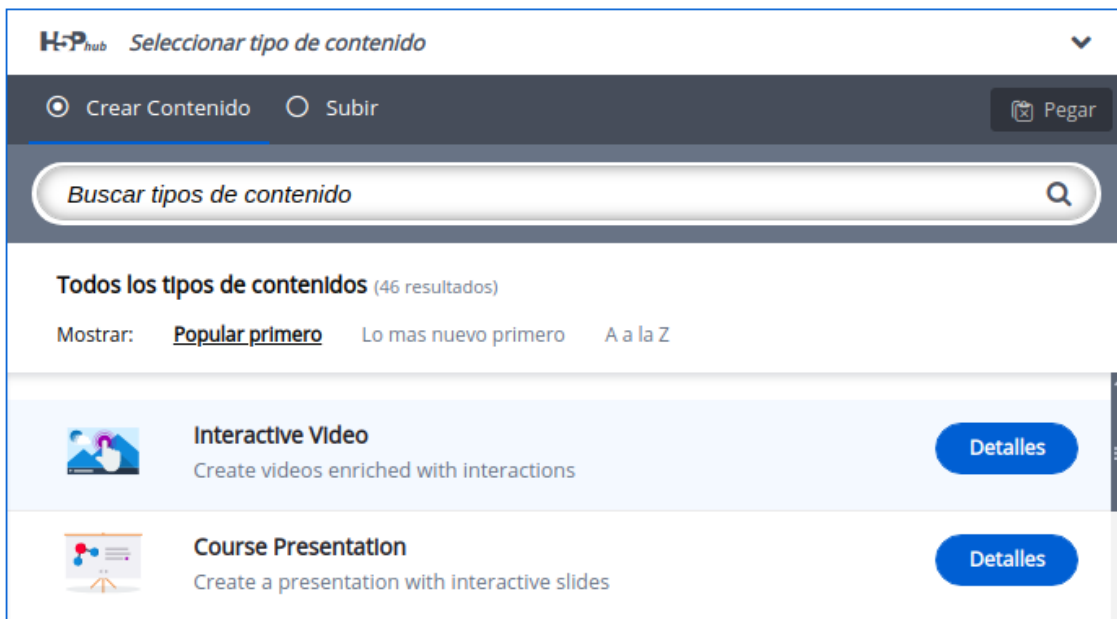 H5Phub Seleccionar tipo de contenido
Crear Contenido Subir Pegar
Buscar tipos de contenido
Todos los tipos de contenidos (46 resultados)
Mostrar: Popular primero Lo mas nuevo primero A a la Z
Interactive Video
Create videos enriched with interactions
Detalles
Course Presentation
Create a presentation with interactive slides
Detalles